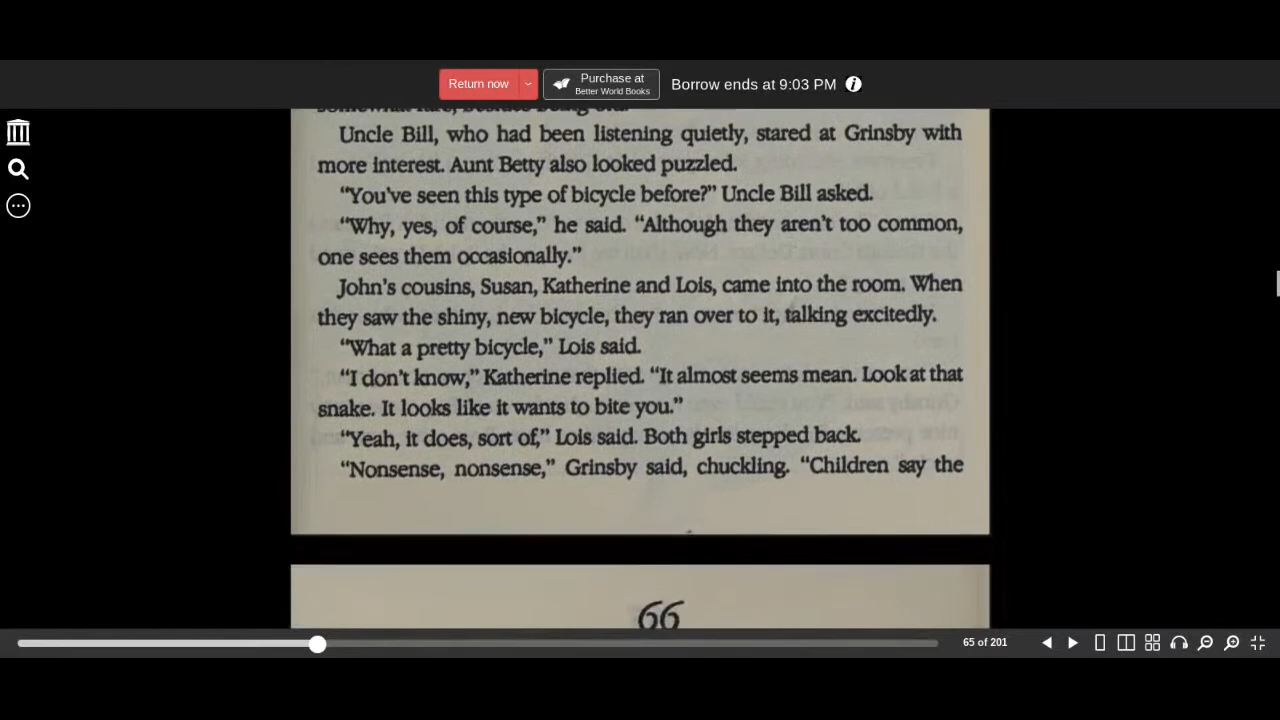 Return now
Purchase at
Better World Books
Borrow ends at 9:03 PM
Uncle Bill, who had been listening quietly, stared at Grinsby with
more interest. Aunt Betty also looked puzzled.
“You've seen this type of bicycle before?” Uncle Bill asked.
“Why, yes, of course,” he said. “Although they aren't too common,
one sees them occasionally.”
John's cousins, Susan, Katherine and Lois, came into the room. When
they saw the shiny, new bicycle, they ran over to it, talking excitedly.
“What a pretty bicycle,” Lois said.
“I don't know,” Katherine replied. “It almost seems mean. Look at that
snake. It looks like it wants to bite you.”
“Yeah, it does, sort of,” Lois said. Both girls stepped back.
“Nonsense, nonsense,” Grinsby said, chuckling. “Children say the
66
65 of 201